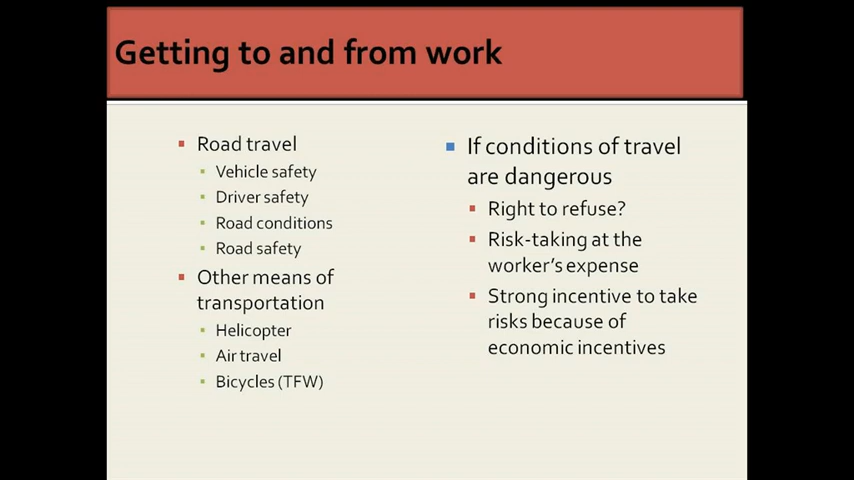 Getting to and from work
Road travel
Vehicle safety
Driver safety
Road conditions
Road safety
Other means of
transportation
Helicopter
Air travel
Bicycles (TFW)
If conditions of travel
are dangerous
Right to refuse?
Risk-taking at the
worker's expense
Strong incentive to take
risks because of
economic incentives